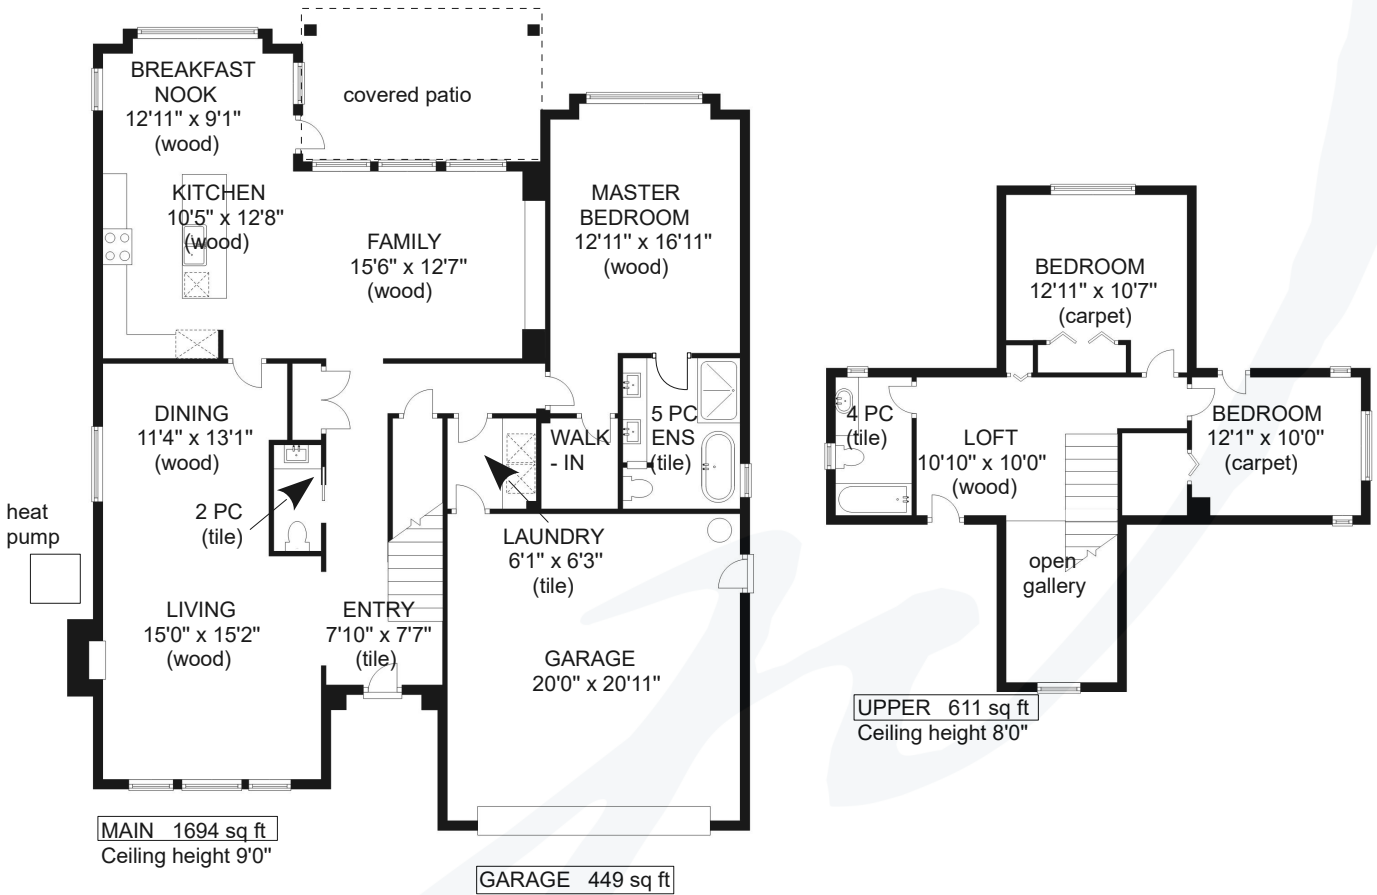 BREAKFAST
NOOK
12'11" x 9'1"
(wood)
covered patio
KITCHEN
10'5" x 12'8"
(wood)
FAMILY
15'6" x 12'7"
(wood)
MASTER
BEDROOM
12'11" x 16'11"
(wood)
DINING
11'4" x 13'1"
(wood)
2 PC
(tile)
WALK
- IN
5 PC
ENS
(tile)
LAUNDRY
6'1" x 6'3"
(tile)
heat
pump
LIVING
15'0" x 15'2"
(wood)
ENTRY
7'10" x 7'7"
(tile)
GARAGE
20'0" x 20'11"
MAIN 1694 sq ft
Ceiling height 9'0"
GARAGE 449 sq ft
BEDROOM
12'11" x 10'7"
(carpet)
4 PC
(tile)
LOFT
10'10" x 10'0"
(wood)
BEDROOM
12'1" x 10'0"
(carpet)
open
gallery
UPPER 611 sq ft
Ceiling height 8'0"